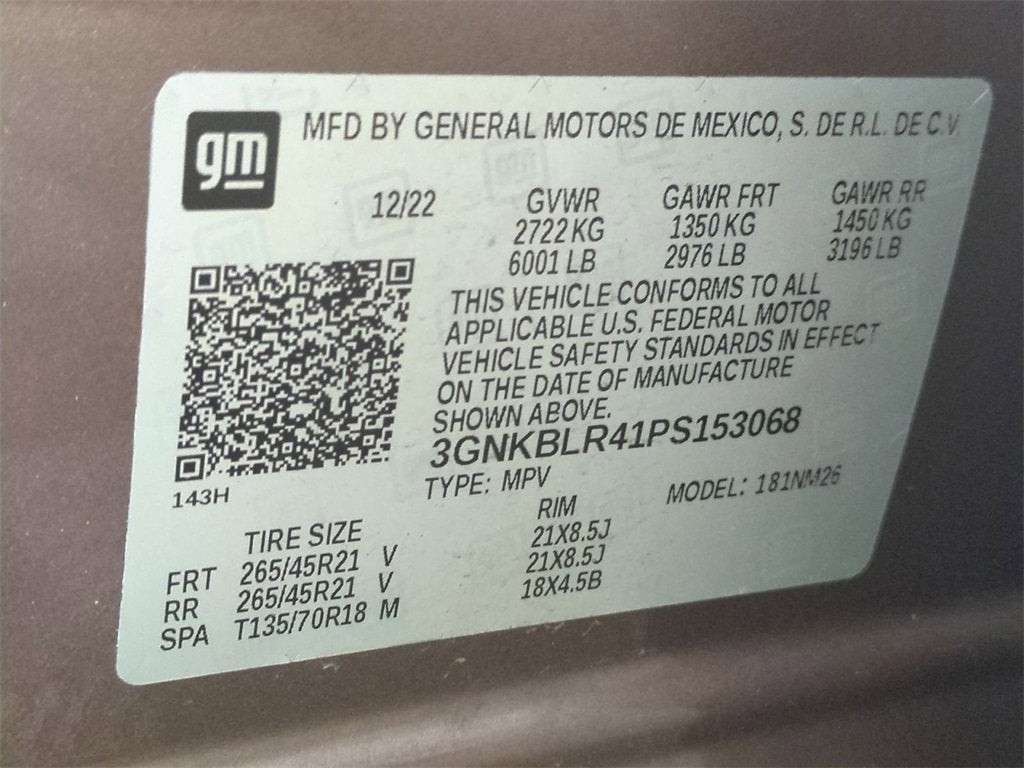 gm
MFD BY GENERAL MOTORS DE MEXICO, S. DE R.L. DE C.V.
12/22 GVWR GAWR FRT GAWR RR
2722 KG 1350 KG 1450 KG
6001 LB 2976 LB 3196 LB
THIS VEHICLE CONFORMS TO ALL
APPLICABLE U.S. FEDERAL MOTOR
VEHICLE SAFETY STANDARDS IN EFFECT
ON THE DATE OF MANUFACTURE
SHOWN ABOVE.
3GNKBLR41PS153068
143H
TYPE: MPV MODEL: 181NM26
TIRE SIZE RIM
FRT 265/45R21 V 21X8.5J
RR 265/45R21 V 21X8.5J
SPA T135/70R18 M 18X4.5B